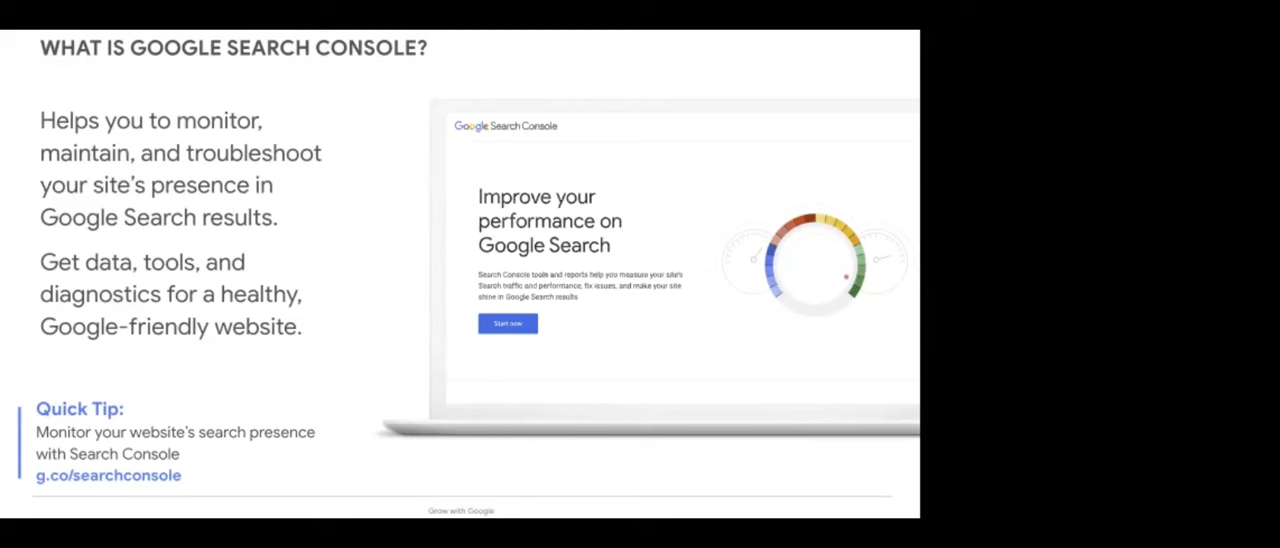 WHAT IS GOOGLE SEARCH CONSOLE?
Helps you to monitor,
maintain, and troubleshoot
your site's presence in
Google Search results.
Get data, tools, and
diagnostics for a healthy,
Google-friendly website.
Quick Tip:
Monitor your website's search presence
with Search Console
g.co/searchconsole
Google Search Console
Improve your
performance on
Google Search
Search Console tools and reports help you measure your site's
Search traffic and performance, fix issues, and make your site
shine in Google Search results
Start now
Grow with Google